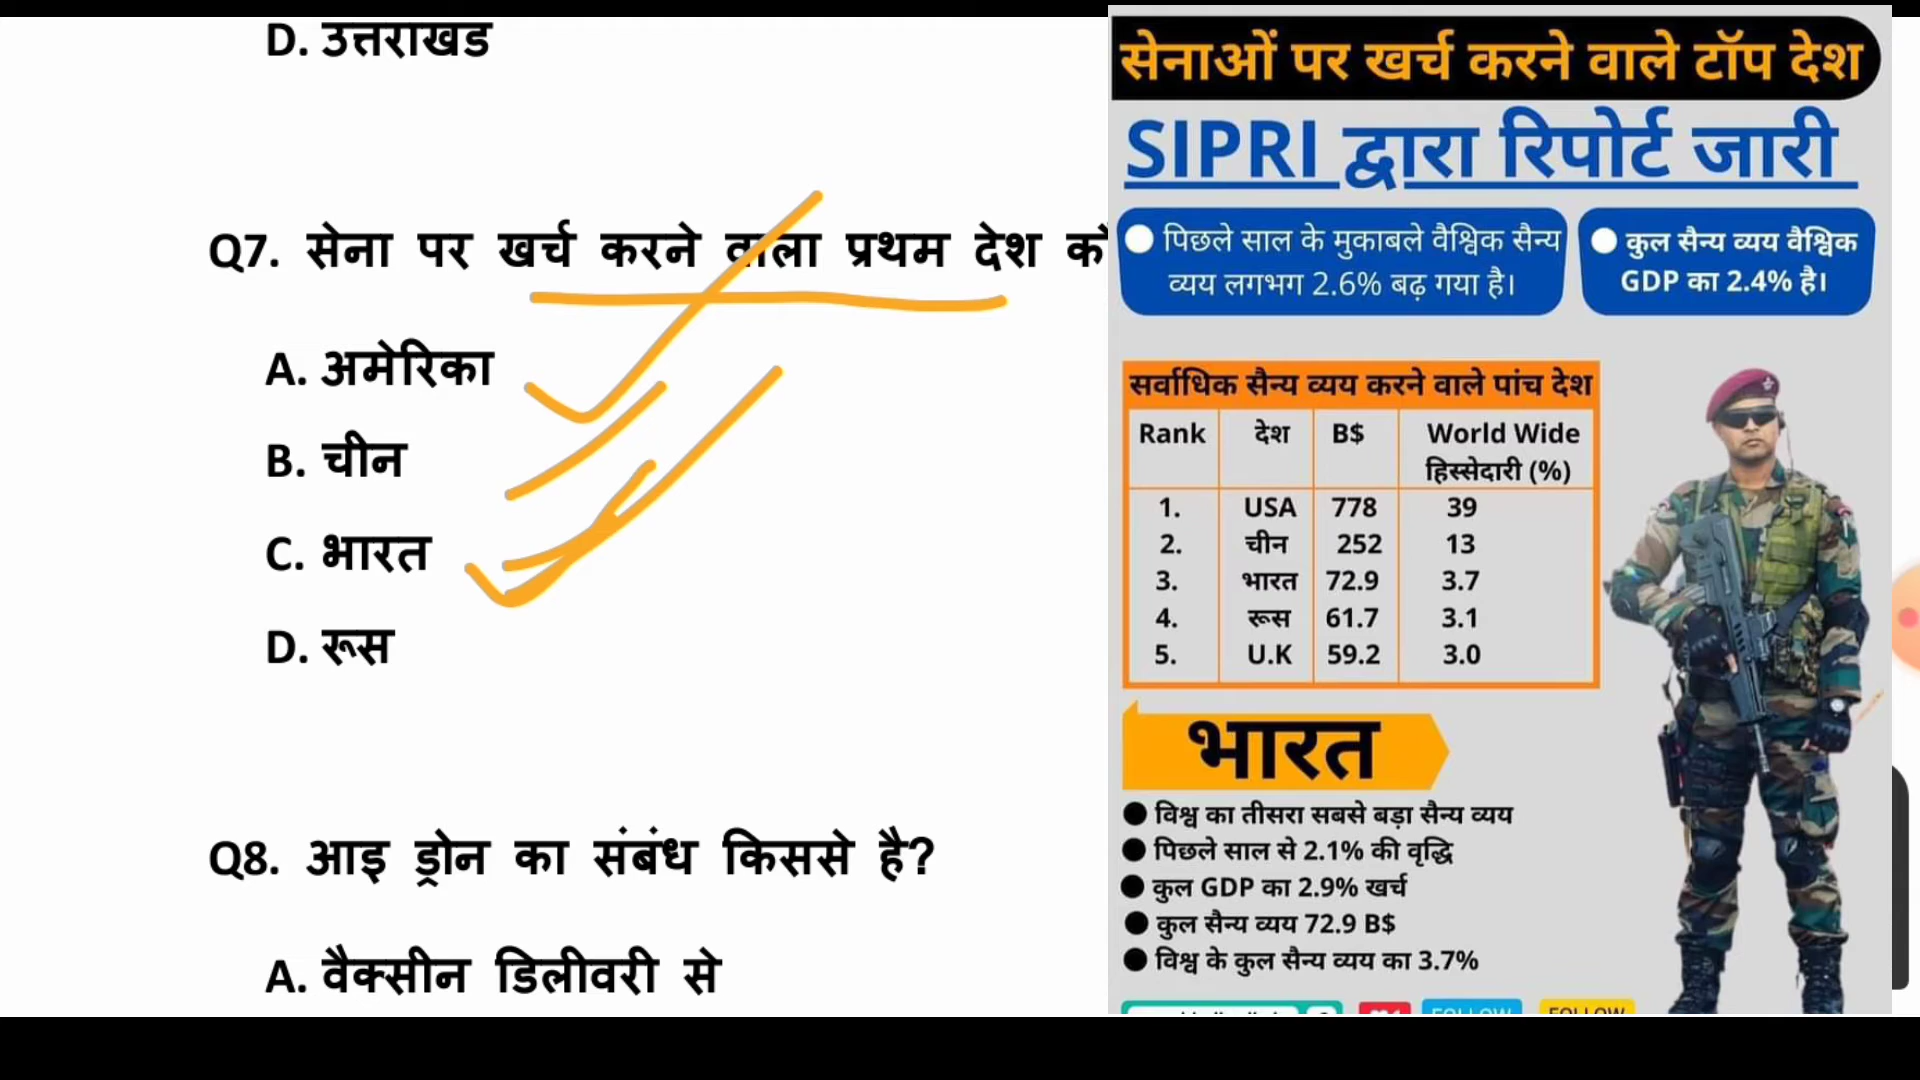 D. उत्तराखड
Q7. सेना पर खर्च करने वाला प्रथम देश
A. अमेरिका
B. चीन
C. भारत
D. रूस
Q8. आइ ड्रोन का संबंध किससे है?
A. वैक्सीन डिलीवरी से
सेनाओं पर खर्च करने वाले टॉप देश
SIPRI द्वारा रिपोर्ट जारी
पिछले साल के मुकाबले वैश्विक सैन्य
व्यय लगभग 2.6% बढ़ गया है।
कुल सैन्य व्यय वैश्विक
GDP का 2.4% है।
सर्वाधिक सैन्य व्यय करने वाले पांच देश
Rank देश B$ World Wide
हिस्सेदारी (%)
1. USA 778 39
2. चीन 252 13
3. भारत 72.9 3.7
4. रूस 61.7 3.1
5. U.K 59.2 3.0
भारत
विश्व का तीसरा सबसे बड़ा सैन्य व्यय
पिछले साल से 2.1% की वृद्धि
कुल GDP का 2.9% खर्च
कुल सैन्य व्यय 72.9 B$
विश्व के कुल सैन्य व्यय का 3.7%
FOLLOW FOLLOW